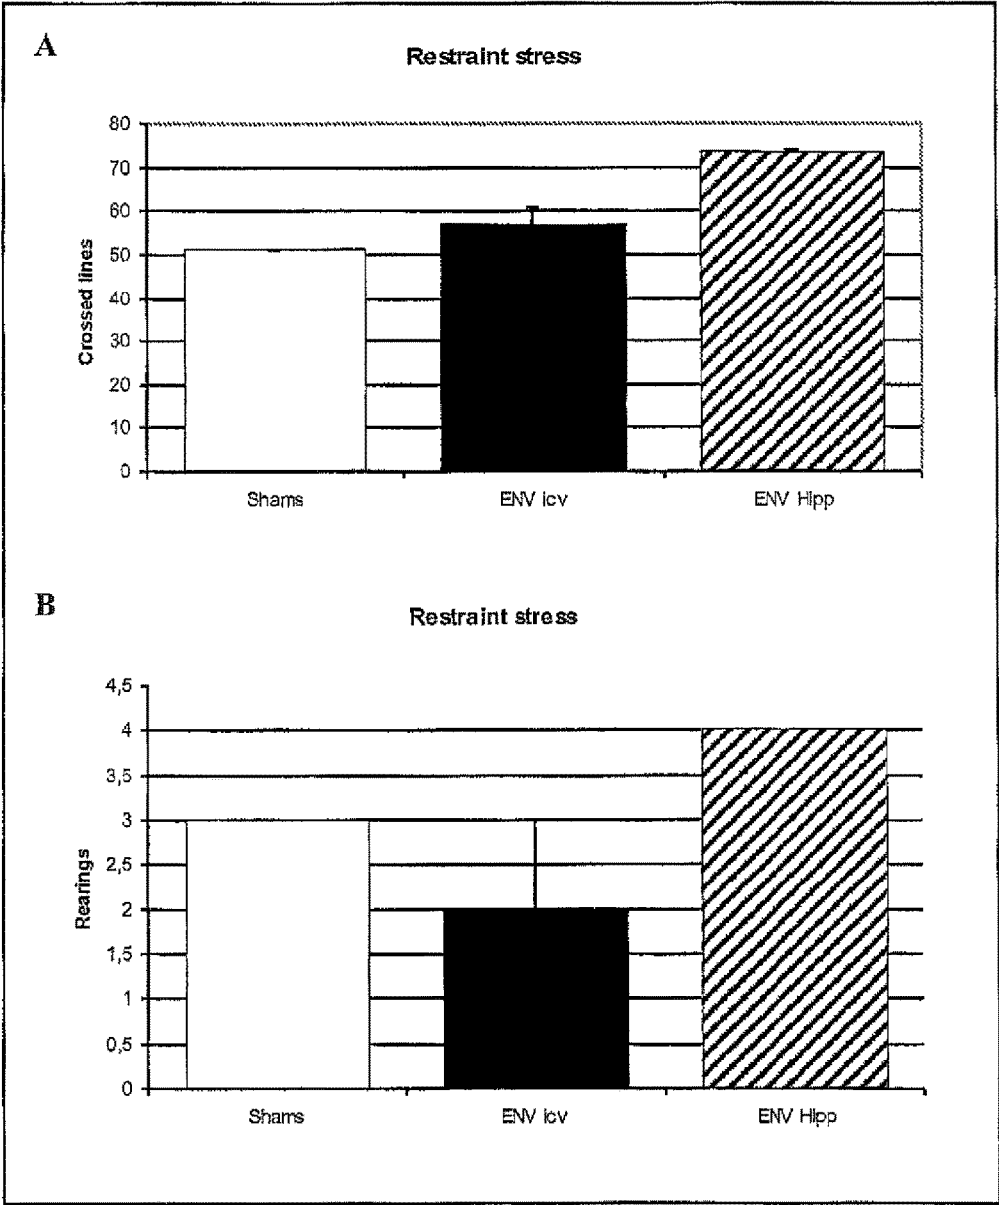 A
Restraint stress
80
70
60
50
40
30
20
10
0
Crossed lines
Shams ENV icv ENV Hipp
B
Restraint stress
4,5
4
3,5
3
2,5
2
1,5
1
0,5
0
Rearings
Shams ENV icv ENV Hipp